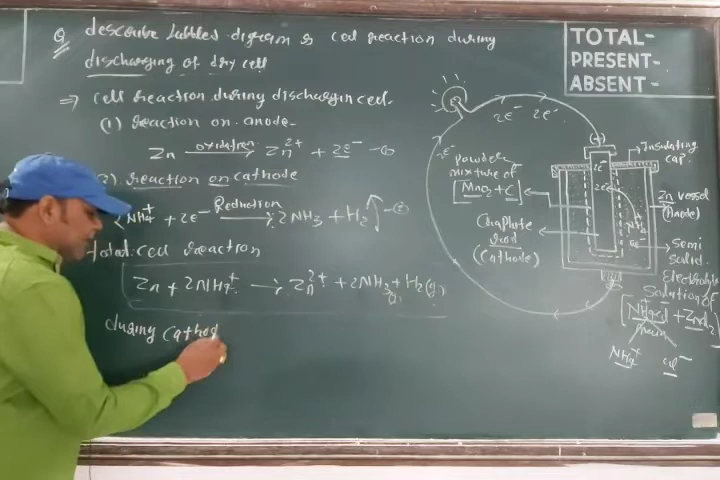 Q. describe labbled digram & cell reaction during
discharging of dry cell
⇒ cell reaction during discharging cell.
(1) reaction on anode-
Zn —oxidation→ Zn²⁺ + 2e⁻ -①
(2) reaction on cathode
2NH₄⁺ + 2e⁻ —Reduction→ 2NH₃ + H₂↑ -②
Total cell reaction
Zn + 2NH₄⁺ → Zn²⁺ + 2NH₃(g) + H₂(g)
during Cathod
TOTAL-
PRESENT-
ABSENT-
2e⁻ 2e⁻
2e⁻
(+)
Insulating
cap.
powder
mixture of
MnO₂ + C
Graphite
rod
(Cathode)
Zn vessel
(Anode)
Semi
solid
Electrolyte
Solution of
[NH₄Cl + ZnCl₂]
NH₄⁺ Cl⁻